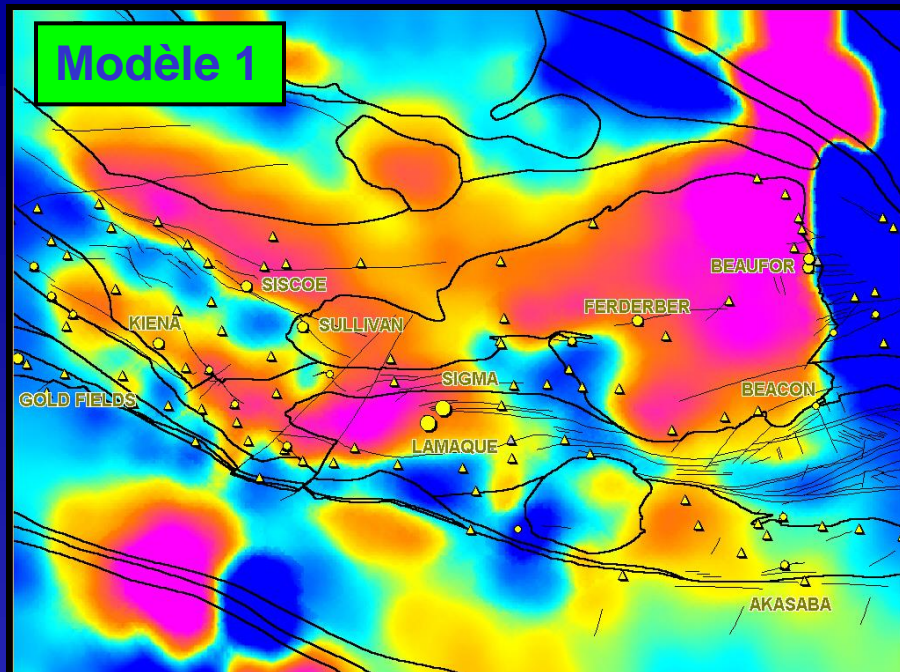 Modèle 1
BEAUFOR
SISCOE
FERDERBER
KIENA
SULLIVAN
SIGMA
BEACON
GOLD FIELDS
LAMAQUE
AKASABA